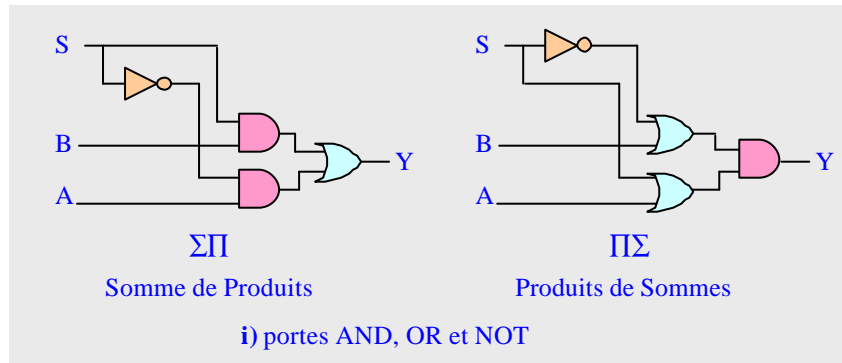 S
B
A
Y
ΣΠ
Somme de Produits
S
B
A
Y
ΠΣ
Produits de Sommes
i) portes AND, OR et NOT